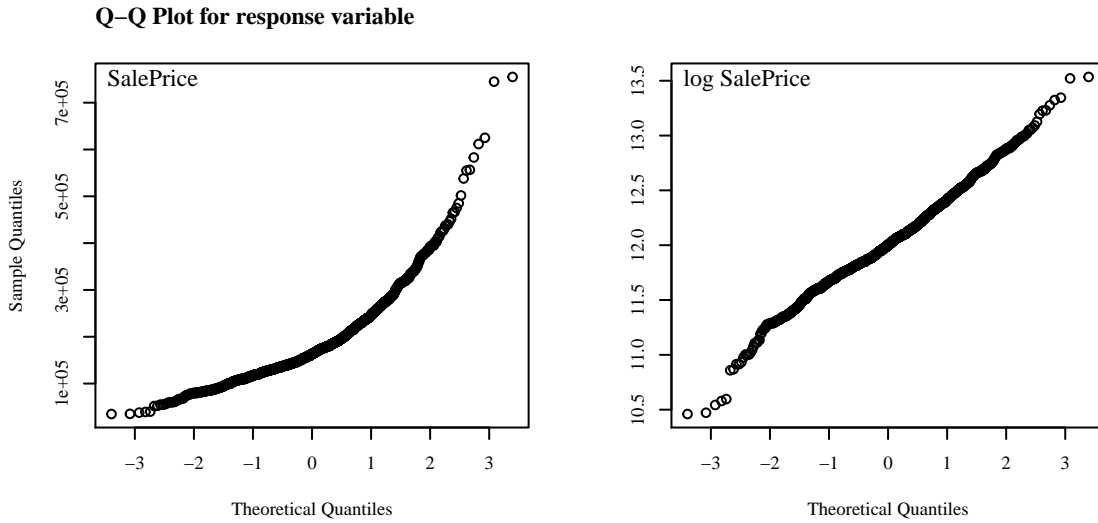 Q−Q Plot for response variable
SalePrice
Sample Quantiles
1e+05
3e+05
5e+05
7e+05
−3 −2 −1 0 1 2 3
Theoretical Quantiles
log SalePrice
10.5
11.0
11.5
12.0
12.5
13.0
13.5
−3 −2 −1 0 1 2 3
Theoretical Quantiles